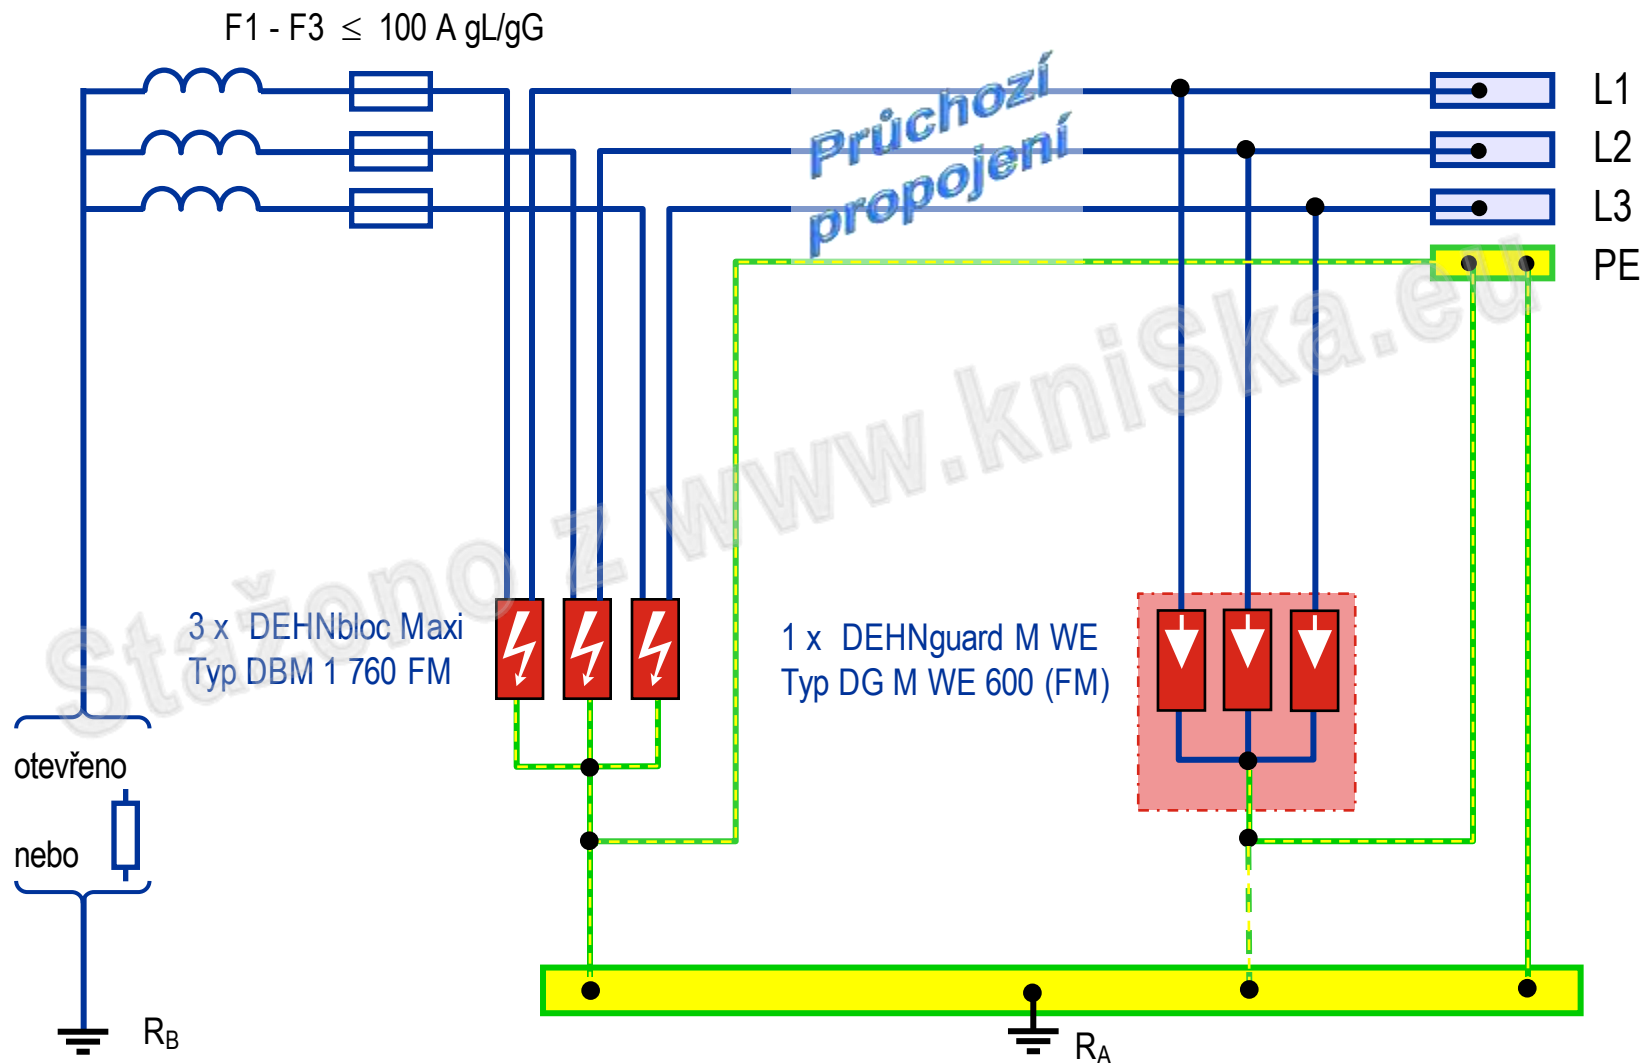 F1 - F3 ≤ 100 A gL/gG
L1
Průchozí
propojení
L2
L3
PE
Staženo z www.kniSka.eu
3 x DEHNbloc Maxi
Typ DBM 1 760 FM
1 x DEHNguard M WE
Typ DG M WE 600 (FM)
otevřeno
nebo
RB
RA